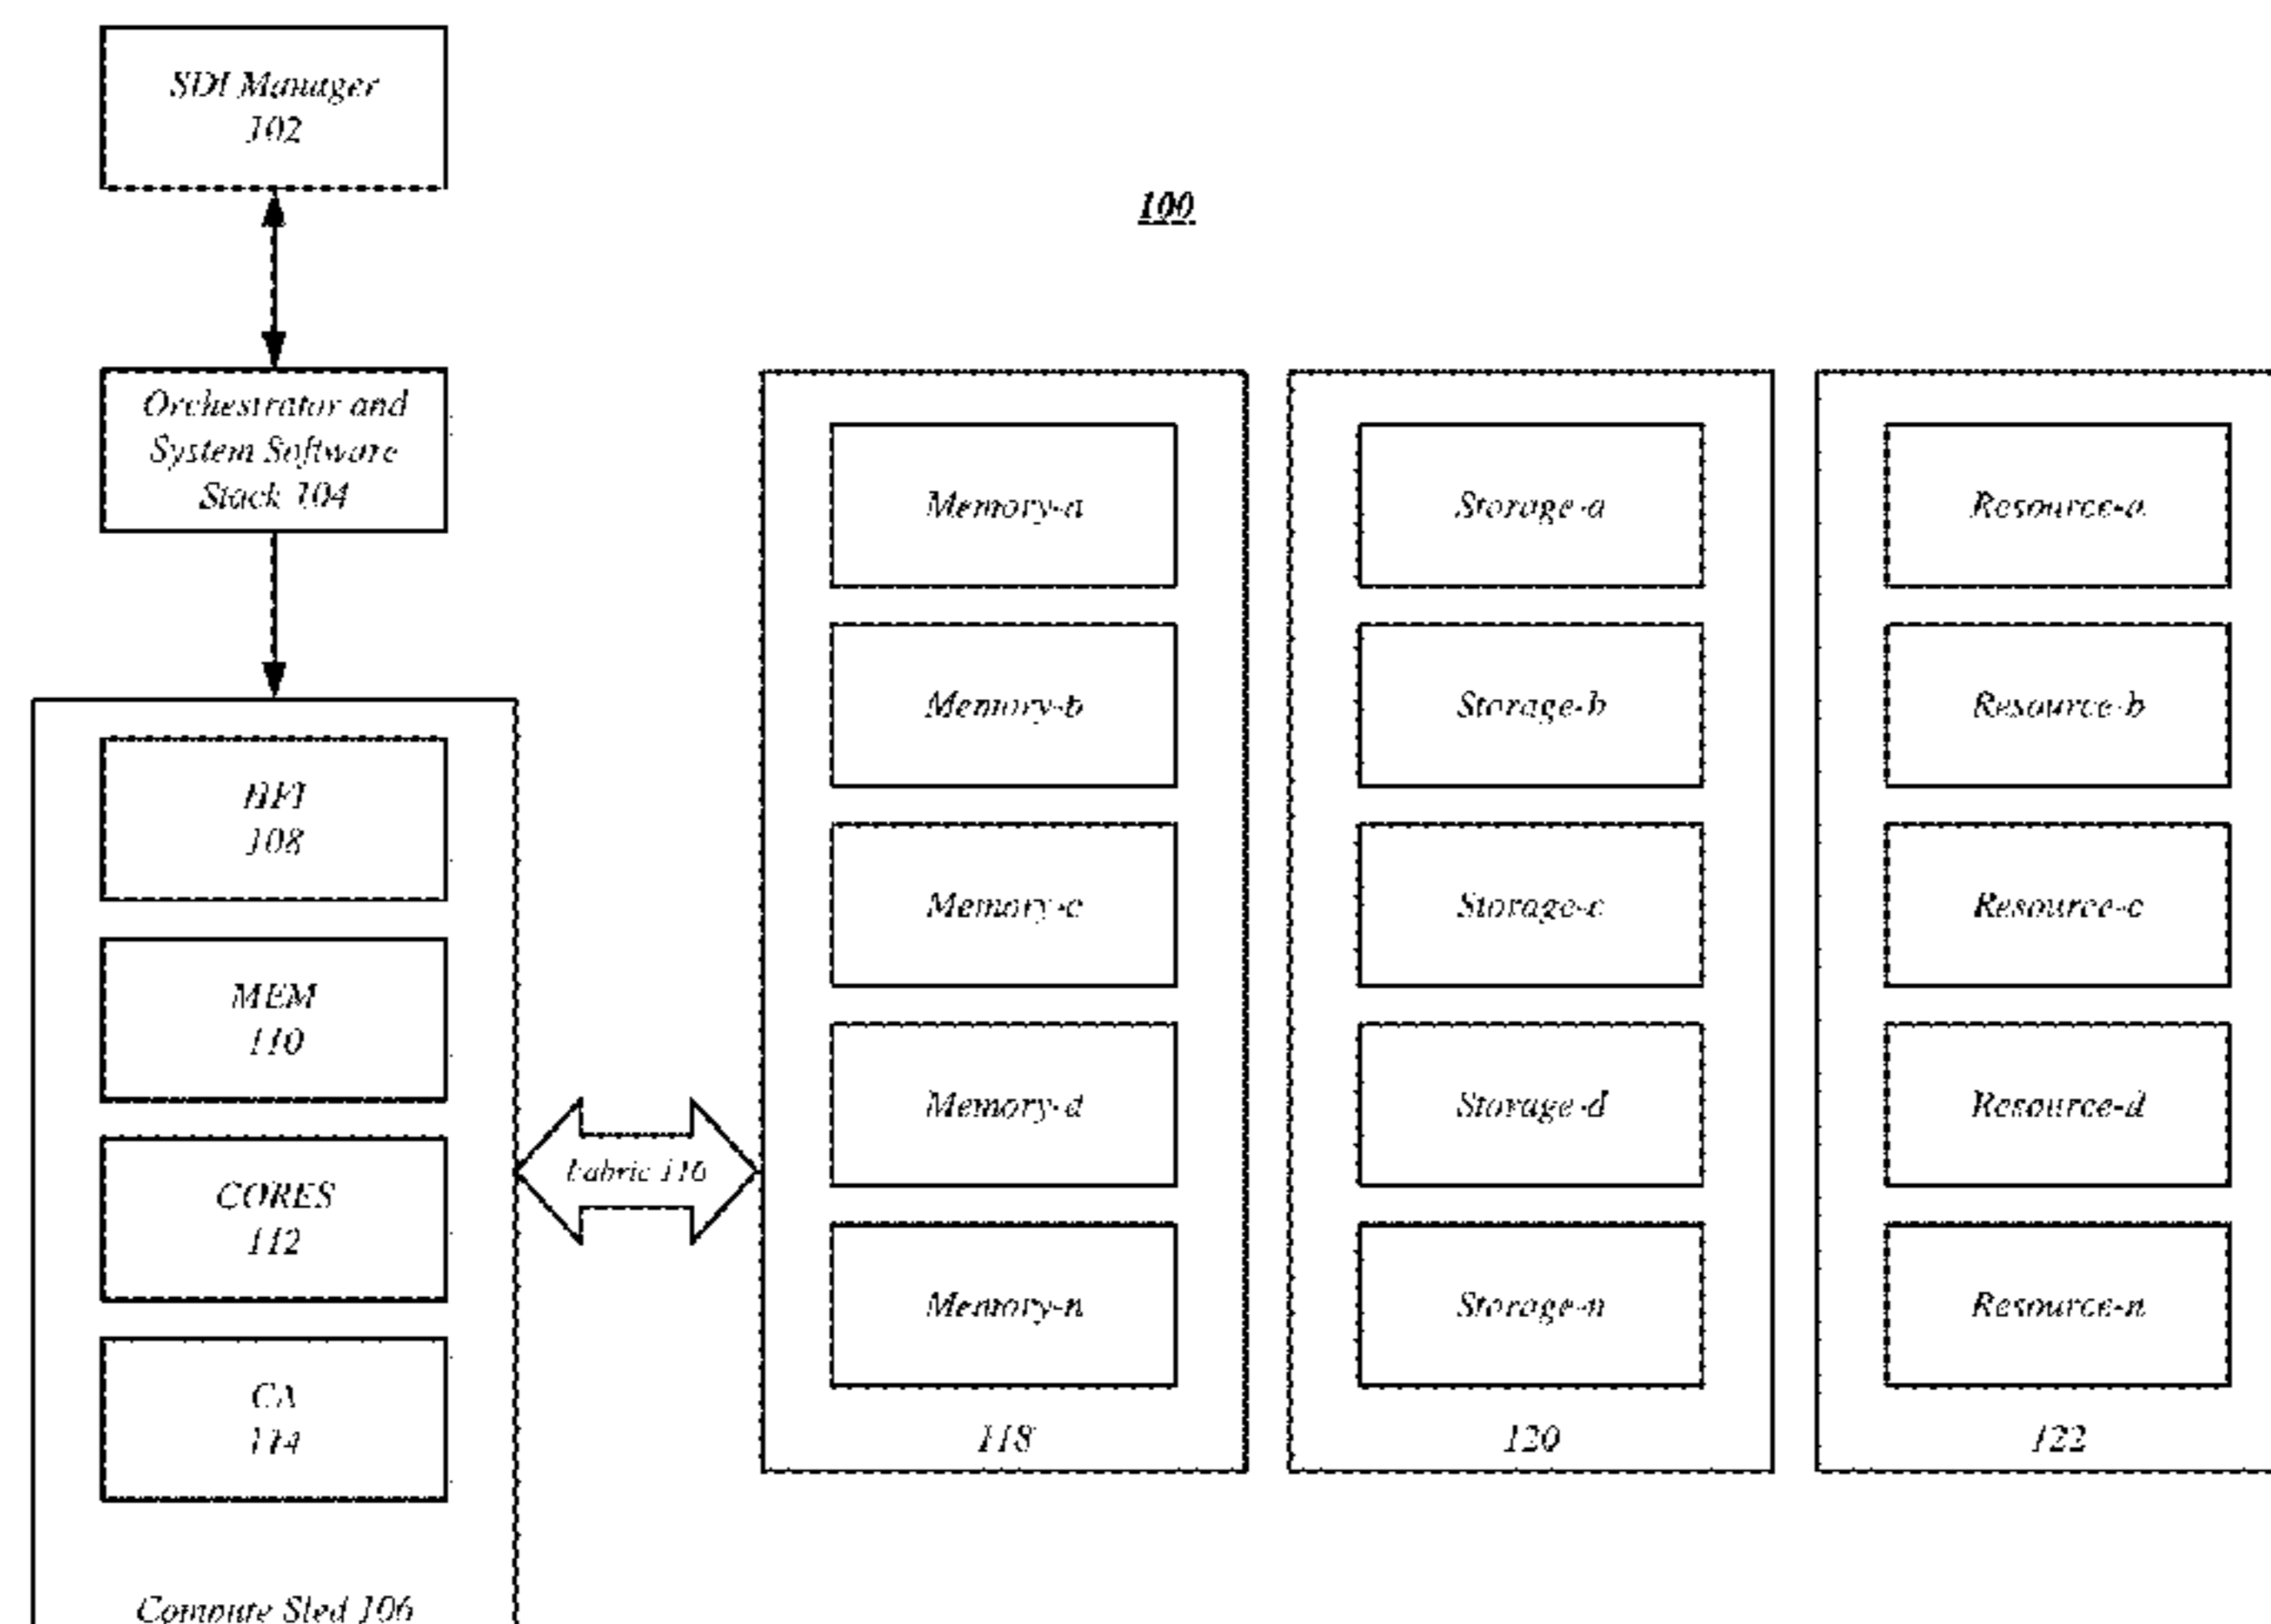 SDI Manager
102
100
Orchestrator and
System Software
Stack 104
HFI
108
MEM
110
CORES
112
CA
114
Compute Sled 106
Fabric 116
Memory-a
Memory-b
Memory-c
Memory-d
Memory-n
118
Storage-a
Storage-b
Storage-c
Storage-d
Storage-n
120
Resource-a
Resource-b
Resource-c
Resource-d
Resource-n
122